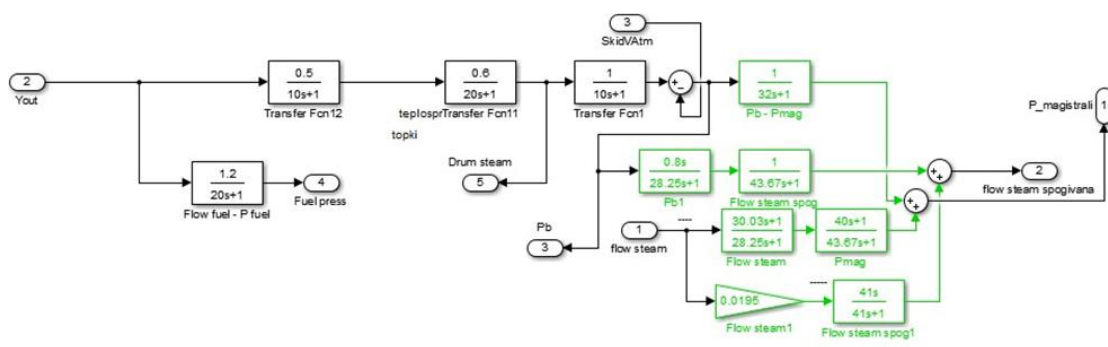 3
SkidVAtm
2
Yout
0.5
10s+1
Transfer Fcn12
0.6
20s+1
teplosprTransfer Fcn11
topki
1
10s+1
Transfer Fcn1
1
32s+1
Pb - Pmag
P_magistrali
1
1.2
20s+1
Flow fuel - P fuel
4
Fuel press
Drum steam
5
0.8s
28.25s+1
Pb1
1
43.67s+1
Flow steam spog
2
flow steam spogivana
Pb
3
1
flow steam
----
30.03s+1
28.25s+1
Flow steam
40s+1
43.67s+1
Pmag
0.0195
Flow steam1
-----
41s
41s+1
Flow steam spog1